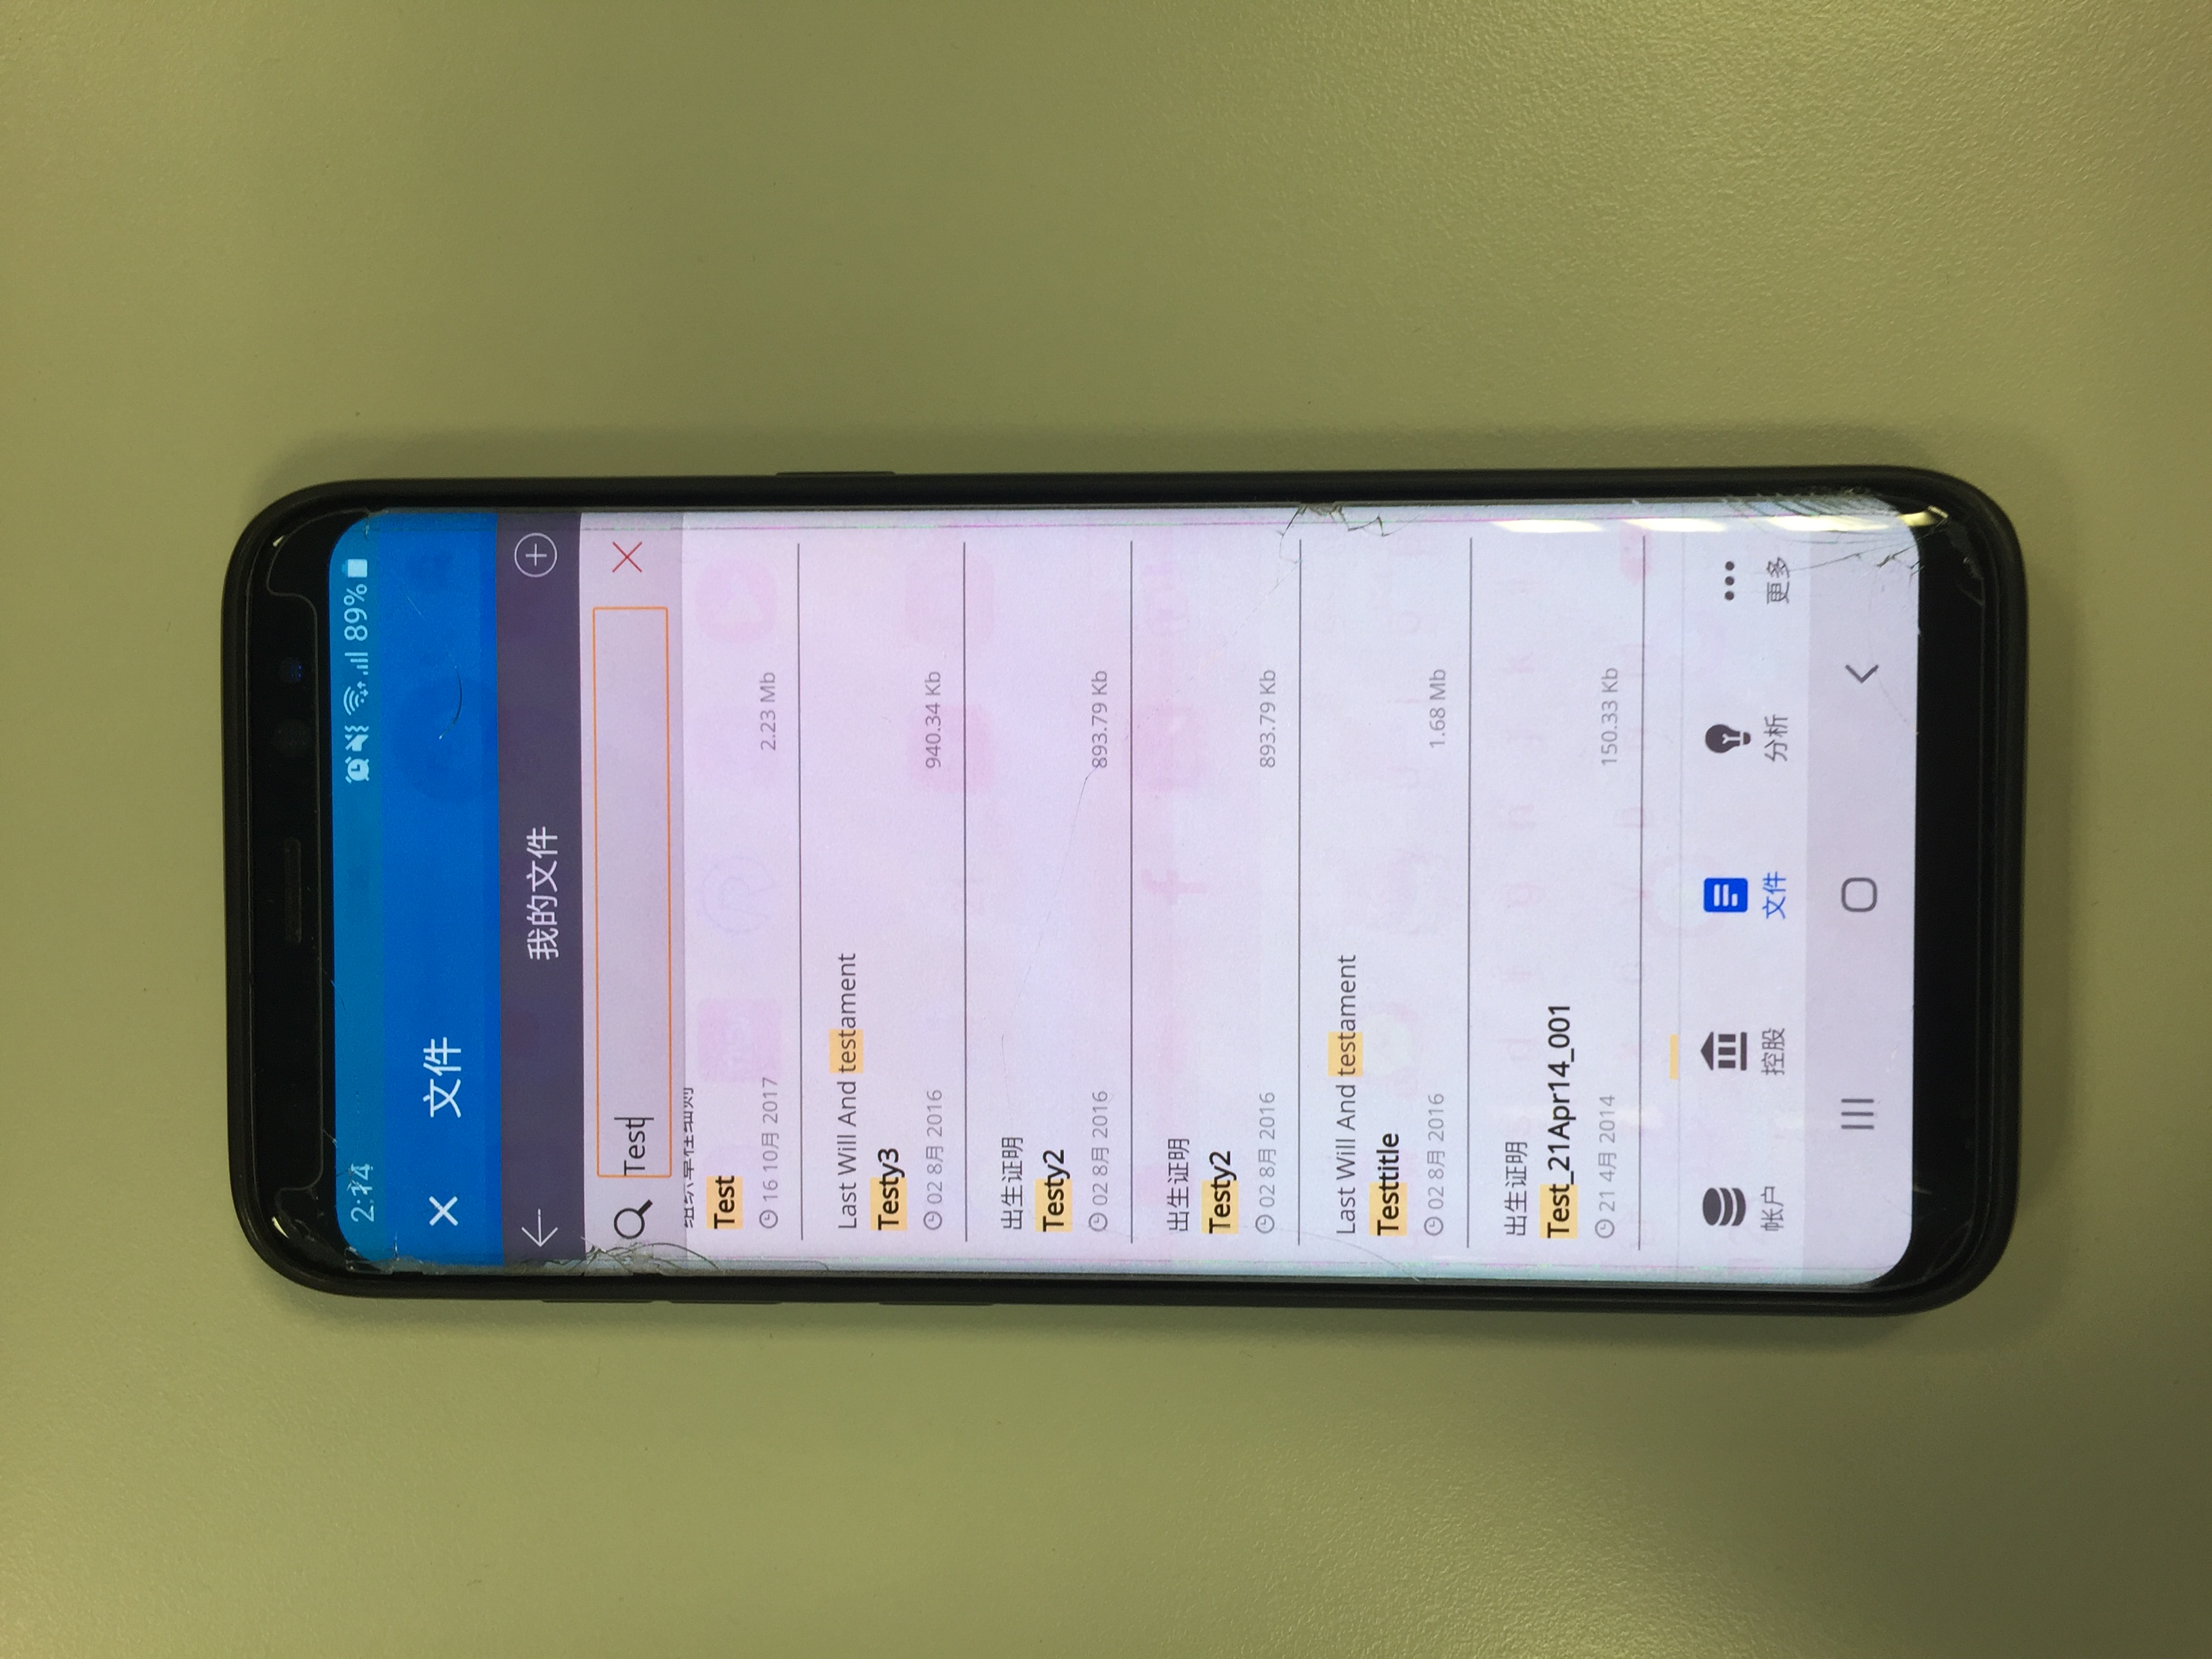 89%
文件
我的文件
Test
Test
16 10月 2017 2.23 Mb
Last Will And testament
Testy3
02 8月 2016 940.34 Kb
出生证明
Testy2
02 8月 2016 893.79 Kb
出生证明
Testy2
02 8月 2016 893.79 Kb
Last Will And testament
Testtitle
02 8月 2016 1.68 Mb
出生证明
Test_21Apr14_001
21 4月 2014 150.33 Kb
帐户 控股 文件 分析 更多